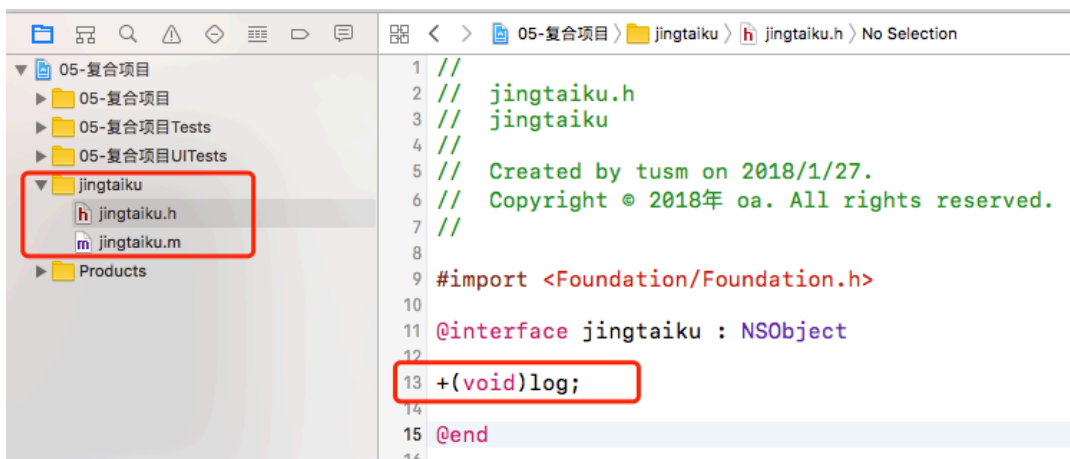 05-复合项目 〉 jingtaiku 〉 h jingtaiku.h 〉 No Selection
05-复合项目
05-复合项目
05-复合项目Tests
05-复合项目UITests
jingtaiku
h jingtaiku.h
m jingtaiku.m
Products
1 //
2 //  jingtaiku.h
3 //  jingtaiku
4 //
5 //  Created by tusm on 2018/1/27.
6 //  Copyright © 2018年 oa. All rights reserved.
7 //
8
9 #import <Foundation/Foundation.h>
10
11 @interface jingtaiku : NSObject
12
13 +(void)log;
14
15 @end
16